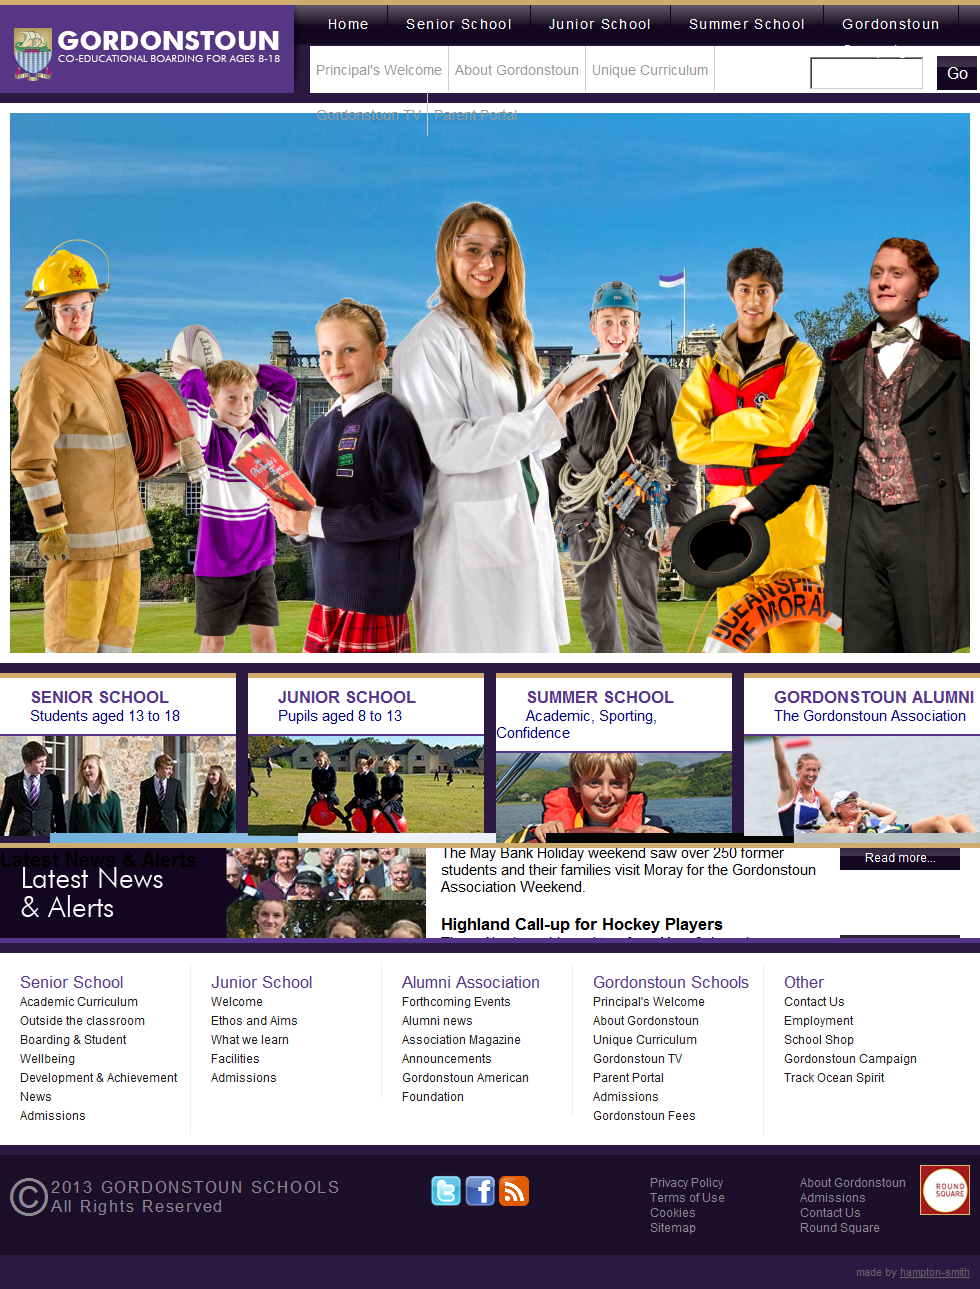 GORDONSTOUN
CO-EDUCATIONAL BOARDING FOR AGES 8-18
Home
Senior School
Junior School
Summer School
Gordonstoun
Principal's Welcome
About Gordonstoun
Unique Curriculum
Go
Gordonstoun TV
Parent Portal
OCEAN SPIRIT
OF MORAY
SENIOR SCHOOL
Students aged 13 to 18
JUNIOR SCHOOL
Pupils aged 8 to 13
SUMMER SCHOOL
Academic, Sporting,
Confidence
GORDONSTOUN ALUMNI
The Gordonstoun Association
Latest News & Alerts
Latest News
& Alerts
The May Bank Holiday weekend saw over 250 former
students and their families visit Moray for the Gordonstoun
Association Weekend.
Read more...
Highland Call-up for Hockey Players
Senior School
Academic Curriculum
Outside the classroom
Boarding & Student
Wellbeing
Development & Achievement
News
Admissions
Junior School
Welcome
Ethos and Aims
What we learn
Facilities
Admissions
Alumni Association
Forthcoming Events
Alumni news
Association Magazine
Announcements
Gordonstoun American
Foundation
Gordonstoun Schools
Principal's Welcome
About Gordonstoun
Unique Curriculum
Gordonstoun TV
Parent Portal
Admissions
Gordonstoun Fees
Other
Contact Us
Employment
School Shop
Gordonstoun Campaign
Track Ocean Spirit
© 2013 GORDONSTOUN SCHOOLS
All Rights Reserved
Privacy Policy
Terms of Use
Cookies
Sitemap
About Gordonstoun
Admissions
Contact Us
Round Square
ROUND
SQUARE
made by hampton-smith